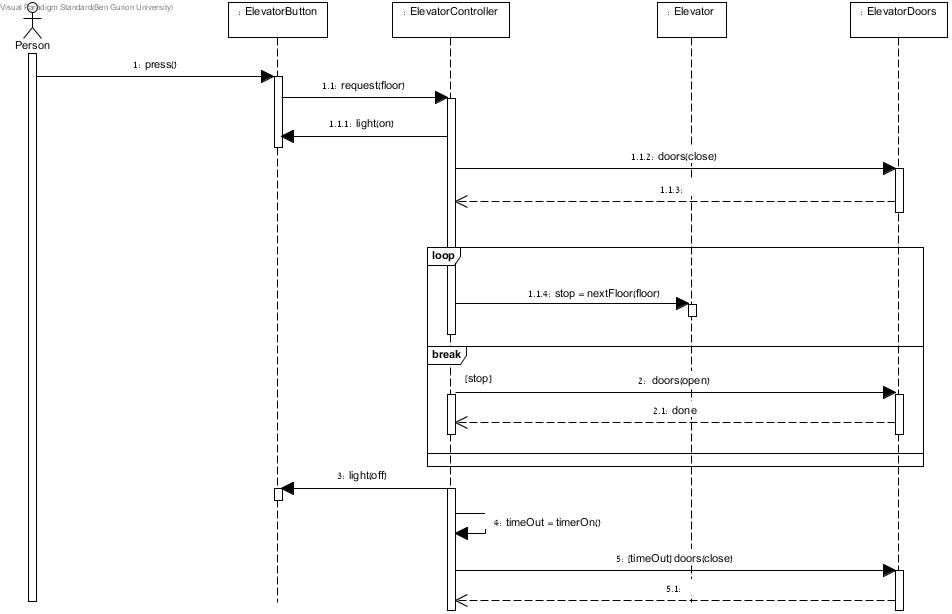 Visual Paradigm Standard(Ben Gurion University)
: ElevatorButton
: ElevatorController
: Elevator
: ElevatorDoors
Person
1: press()
1.1: request(floor)
1.1.1: light(on)
1.1.2: doors(close)
1.1.3:
loop
1.1.4: stop = nextFloor(floor)
break
[stop]
2: doors(open)
2.1: done
3: light(off)
4: timeOut = timerOn()
5: [timeOut] doors(close)
5.1: